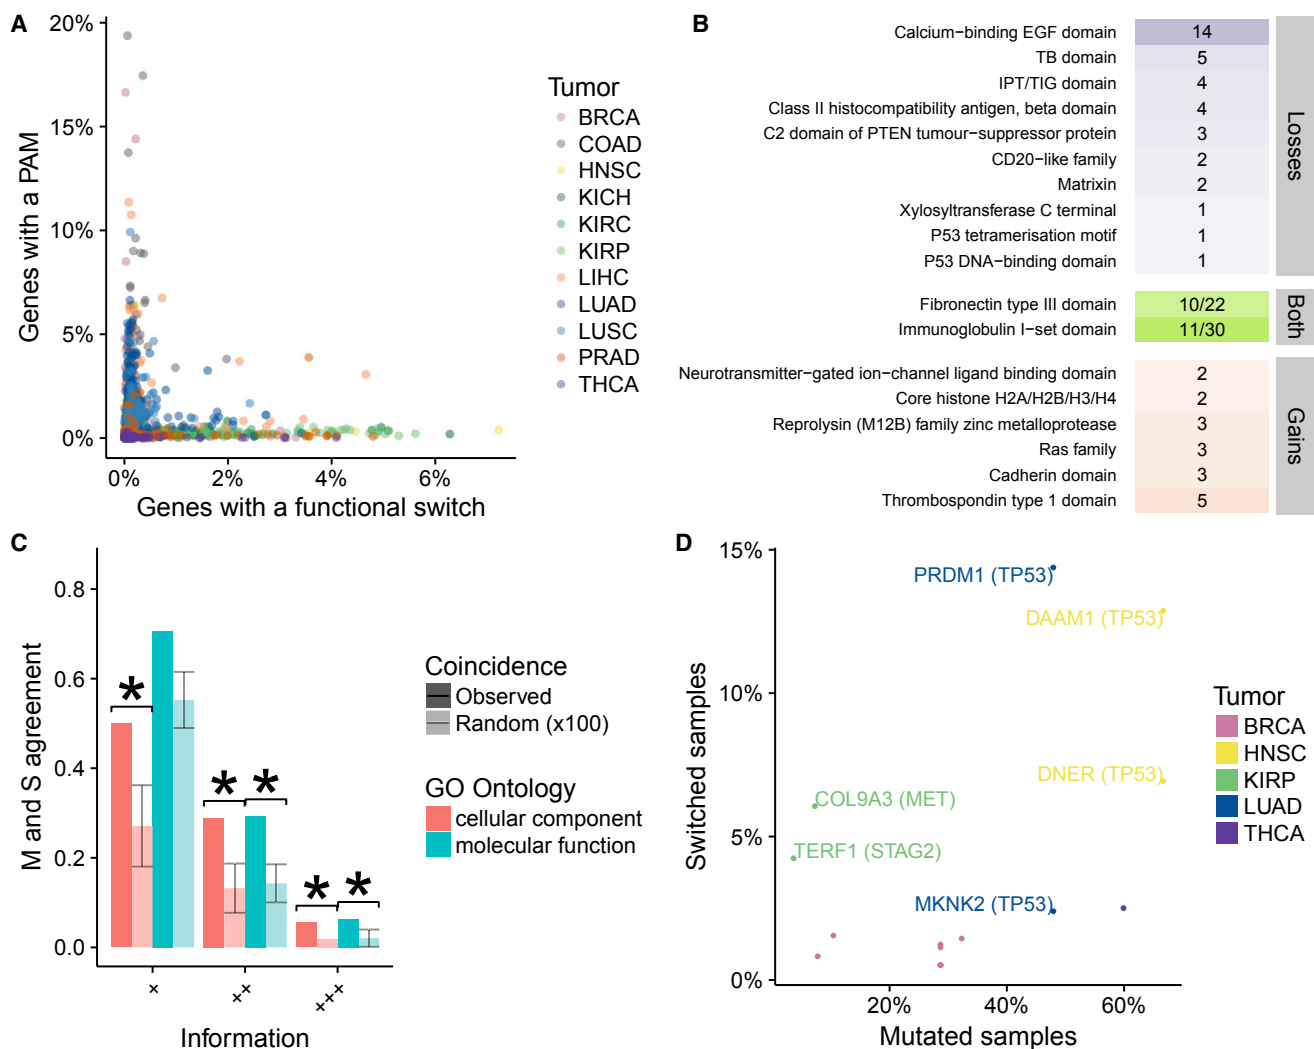 A
20%
15%
10%
5%
0%
Genes with a PAM
0% 2% 4% 6%
Genes with a functional switch
Tumor
BRCA
COAD
HNSC
KICH
KIRC
KIRP
LIHC
LUAD
LUSC
PRAD
THCA
B
Calcium−binding EGF domain 14
TB domain 5
IPT/TIG domain 4
Class II histocompatibility antigen, beta domain 4
C2 domain of PTEN tumour−suppressor protein 3
CD20−like family 2
Matrixin 2
Xylosyltransferase C terminal 1
P53 tetramerisation motif 1
P53 DNA−binding domain 1
Losses
Fibronectin type III domain 10/22
Immunoglobulin I−set domain 11/30
Both
Neurotransmitter−gated ion−channel ligand binding domain 2
Core histone H2A/H2B/H3/H4 2
Reprolysin (M12B) family zinc metalloprotease 3
Ras family 3
Cadherin domain 3
Thrombospondin type 1 domain 5
Gains
C
0.8
0.6
0.4
0.2
0.0
M and S agreement
* * * * *
+ ++ +++
Information
Coincidence
Observed
Random (x100)
GO Ontology
cellular component
molecular function
D
15%
10%
5%
0%
Switched samples
PRDM1 (TP53)
DAAM1 (TP53)
DNER (TP53)
COL9A3 (MET)
TERF1 (STAG2)
MKNK2 (TP53)
20% 40% 60%
Mutated samples
Tumor
BRCA
HNSC
KIRP
LUAD
THCA